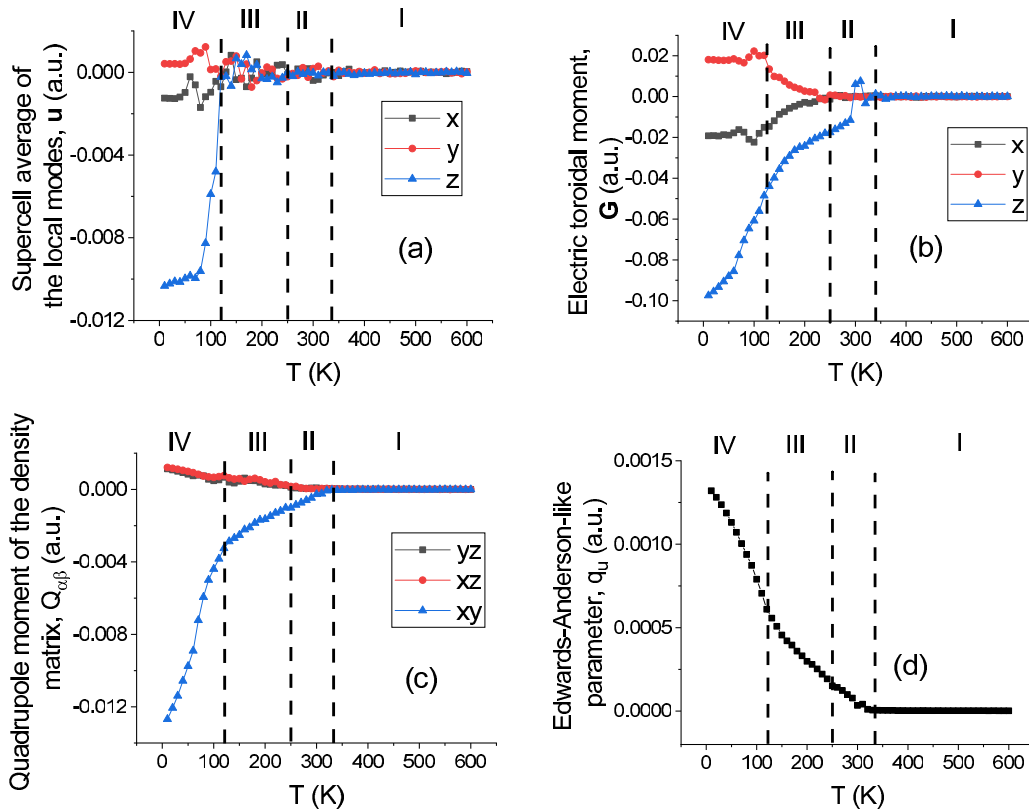 IV III II I
Supercell average of
the local modes, u (a.u.)
0.000
-0.004
-0.008
-0.012
x
y
z
(a)
0 100 200 300 400 500 600
T (K)
IV III II I
Electric toroidal moment,
G (a.u.)
0.02
0.00
-0.02
-0.04
-0.06
-0.08
-0.10
x
y
z
(b)
0 100 200 300 400 500 600
T (K)
IV III II I
Quadrupole moment of the density
matrix, Qαβ (a.u.)
0.000
-0.004
-0.008
-0.012
yz
xz
xy
(c)
0 100 200 300 400 500 600
T (K)
IV III II I
Edwards-Anderson-like
parameter, qu (a.u.)
0.0015
0.0010
0.0005
0.0000
(d)
0 100 200 300 400 500 600
T (K)